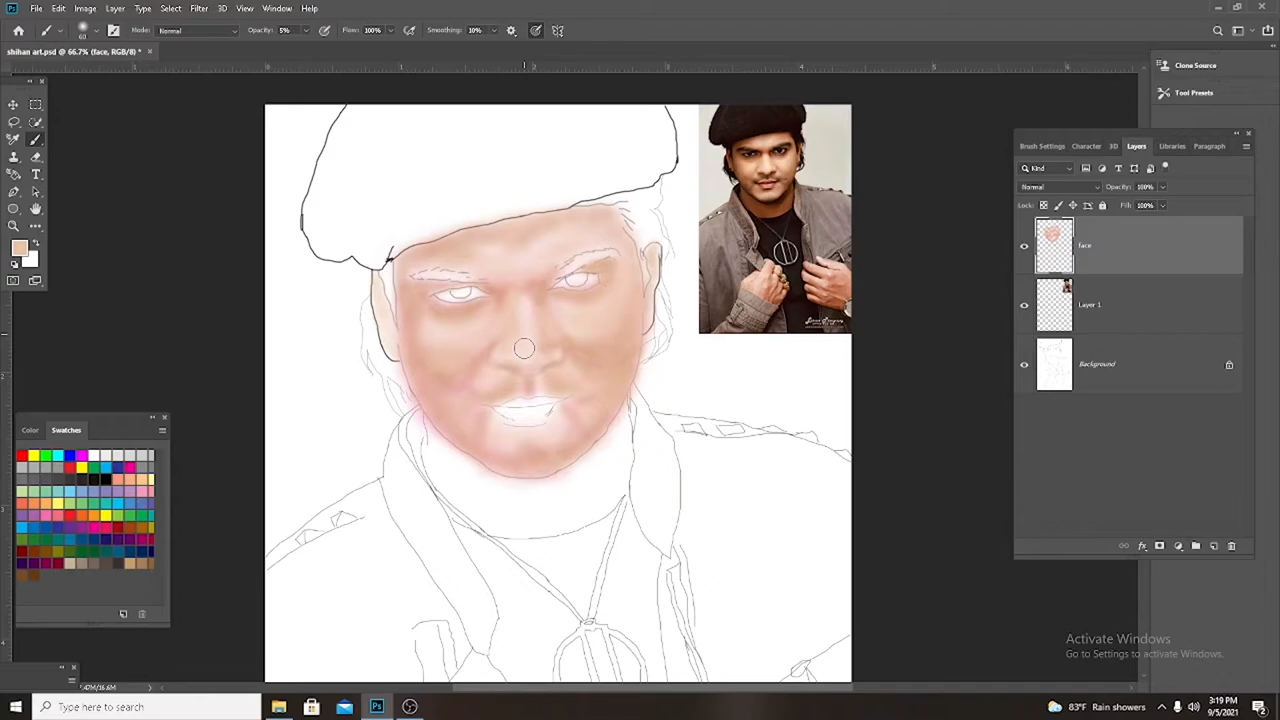 File Edit Image Layer Type Select Filter 3D View Window Help
Mode: Normal Opacity: 5% Flow: 100% Smoothing: 10%
shihan art.psd @ 66.7% (face, RGB/8) *
60
Clone Source
Tool Presets
Brush Settings Character 3D Layers Libraries Paragraph
Kind
Normal Opacity: 100%
Lock: Fill: 100%
face
Layer 1
Background
Color Swatches
Activate Windows
Go to Settings to activate Windows.
Type here to search
83°F Rain showers
3:19 PM
9/5/2021